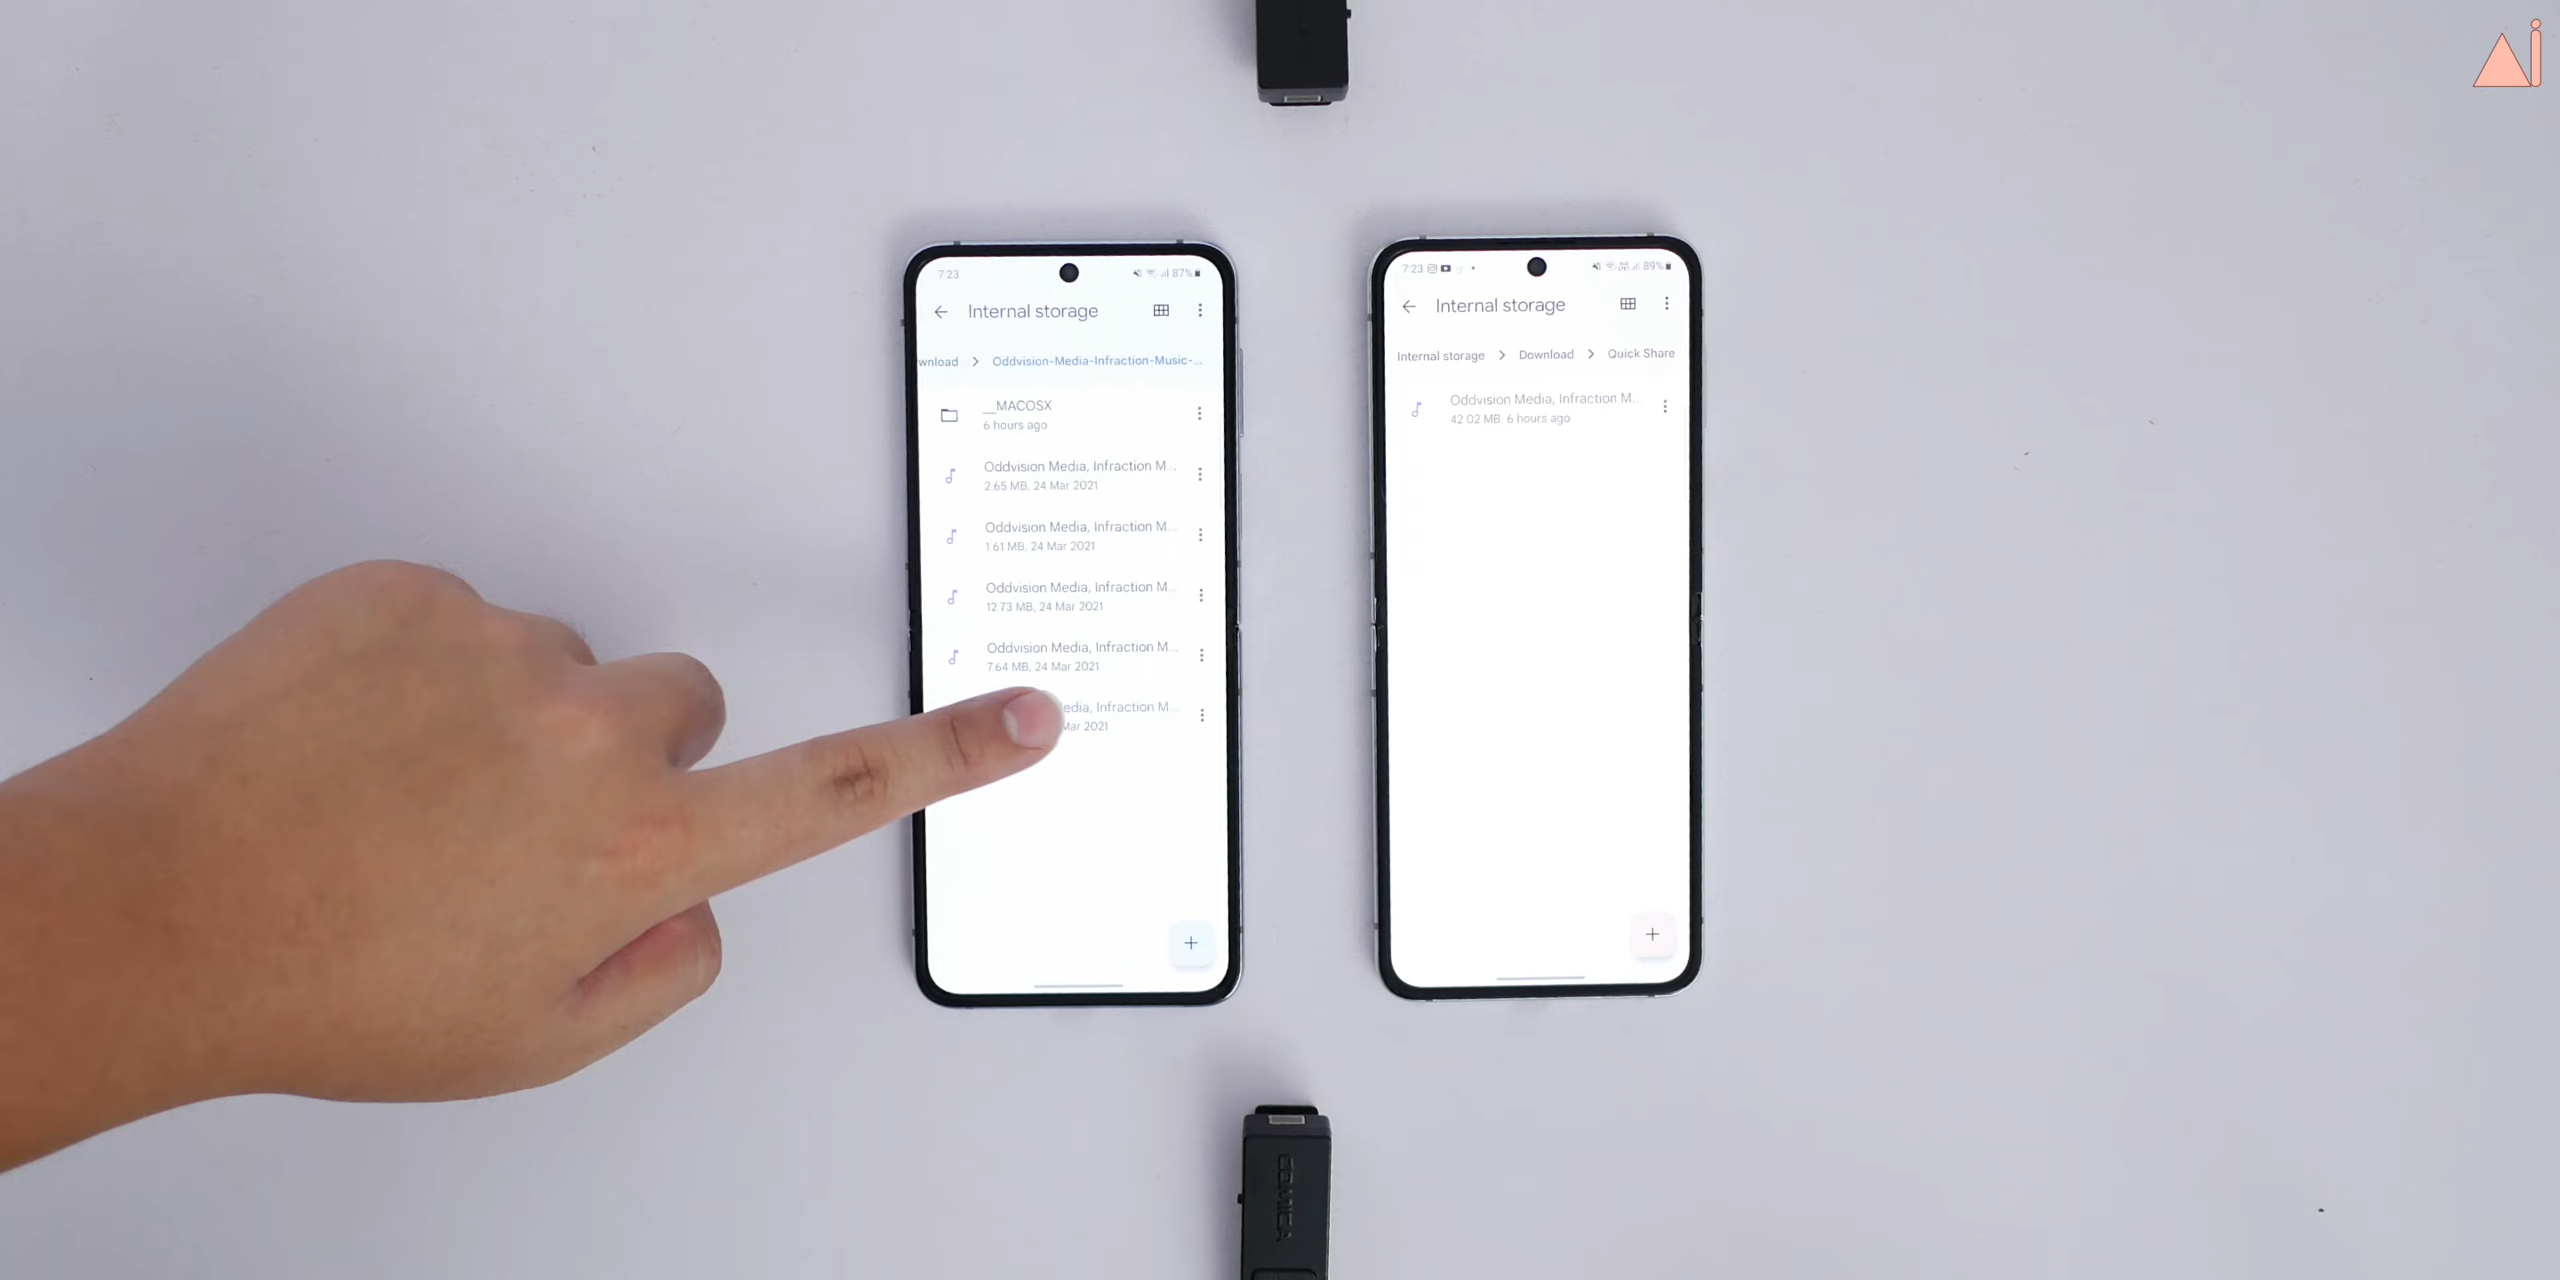 7:23
87%
Internal storage
wnload > Oddvision-Media-Infraction-Music-...
__MACOSX
6 hours ago
Oddvision Media, Infraction M...
2.65 MB, 24 Mar 2021
Oddvision Media, Infraction M...
1.61 MB, 24 Mar 2021
Oddvision Media, Infraction M...
12.73 MB, 24 Mar 2021
Oddvision Media, Infraction M...
7.64 MB, 24 Mar 2021
edia, Infraction M...
Mar 2021
7:23
89%
Internal storage
Internal storage > Download > Quick Share
Oddvision Media, Infraction M...
42.02 MB, 6 hours ago
COMICA
Ai